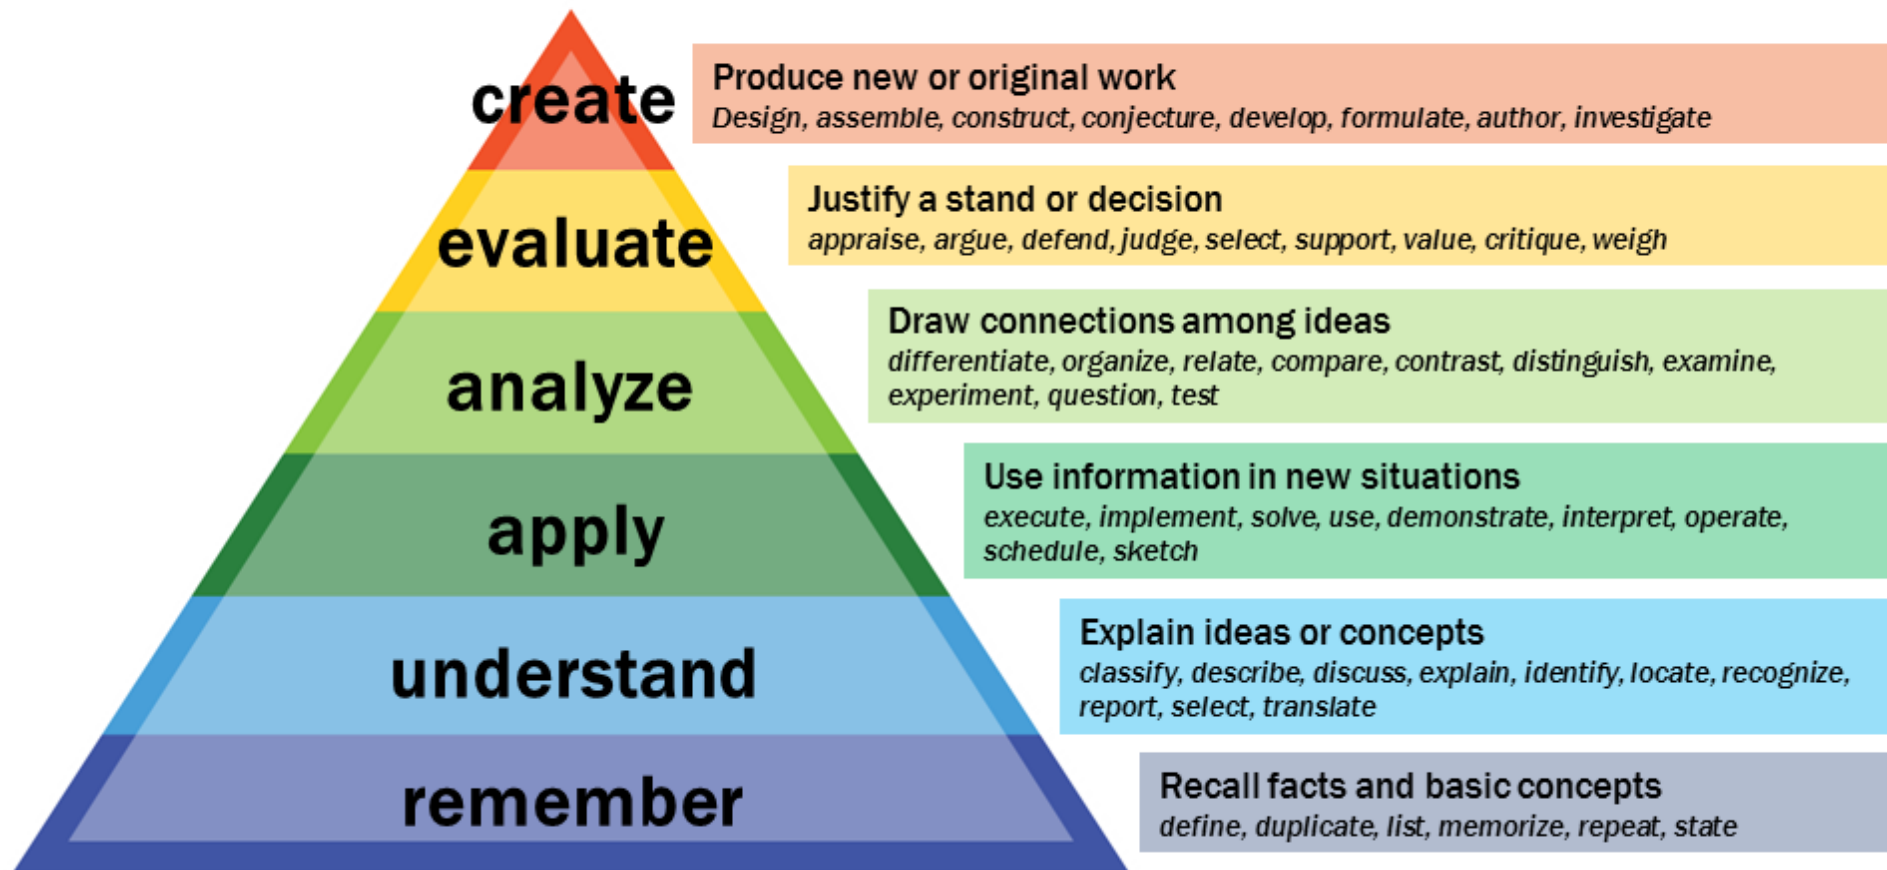 create
Produce new or original work
Design, assemble, construct, conjecture, develop, formulate, author, investigate
evaluate
Justify a stand or decision
appraise, argue, defend, judge, select, support, value, critique, weigh
analyze
Draw connections among ideas
differentiate, organize, relate, compare, contrast, distinguish, examine,
experiment, question, test
apply
Use information in new situations
execute, implement, solve, use, demonstrate, interpret, operate,
schedule, sketch
understand
Explain ideas or concepts
classify, describe, discuss, explain, identify, locate, recognize,
report, select, translate
remember
Recall facts and basic concepts
define, duplicate, list, memorize, repeat, state